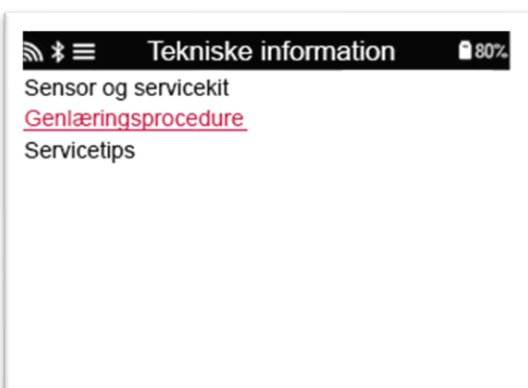 Tekniske information 80%
Sensor og servicekit
Genlæringsprocedure
Servicetips